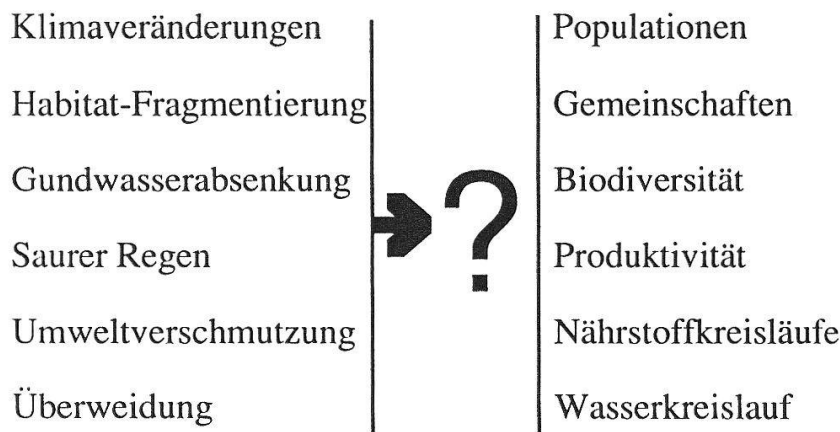 Klimaveränderungen
Habitat-Fragmentierung
Gundwasserabsenkung
Saurer Regen
Umweltverschmutzung
Überweidung
?
Populationen
Gemeinschaften
Biodiversität
Produktivität
Nährstoffkreisläufe
Wasserkreislauf